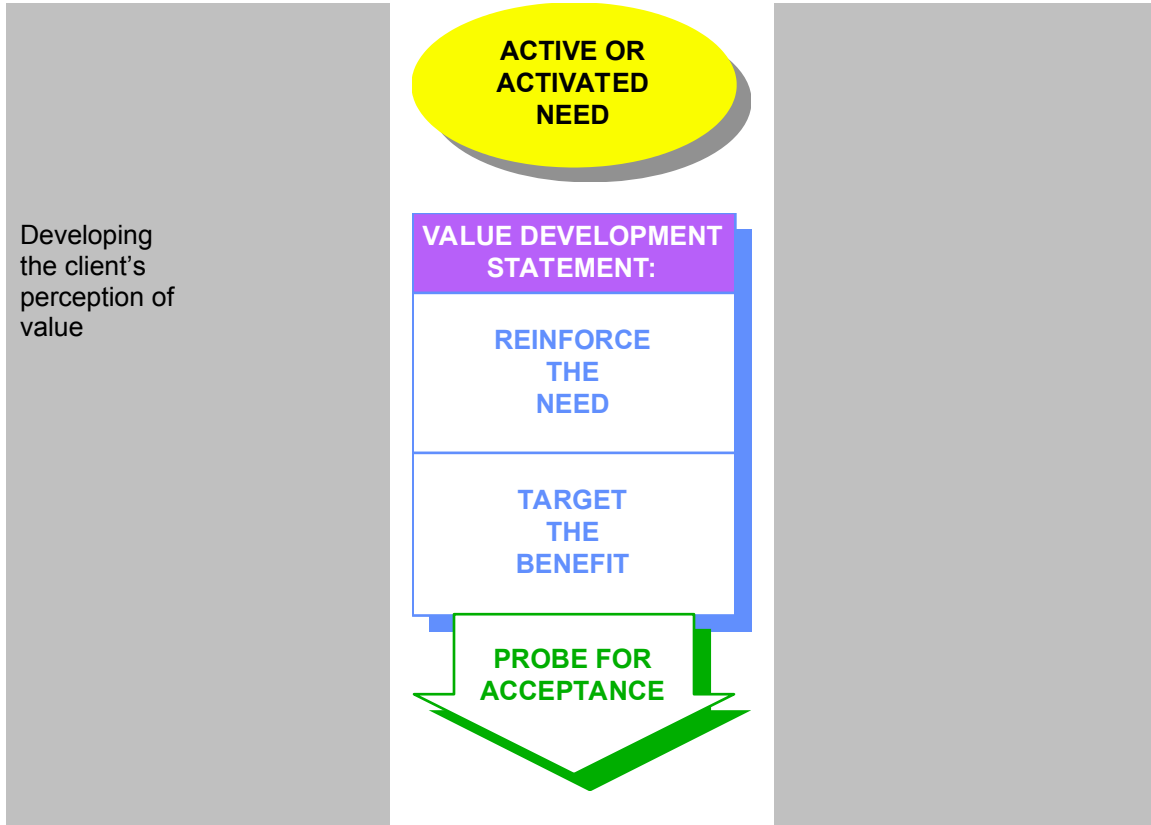 ACTIVE OR
ACTIVATED
NEED
Developing
the client’s
perception of
value
VALUE DEVELOPMENT
STATEMENT:
REINFORCE
THE
NEED
TARGET
THE
BENEFIT
PROBE FOR
ACCEPTANCE